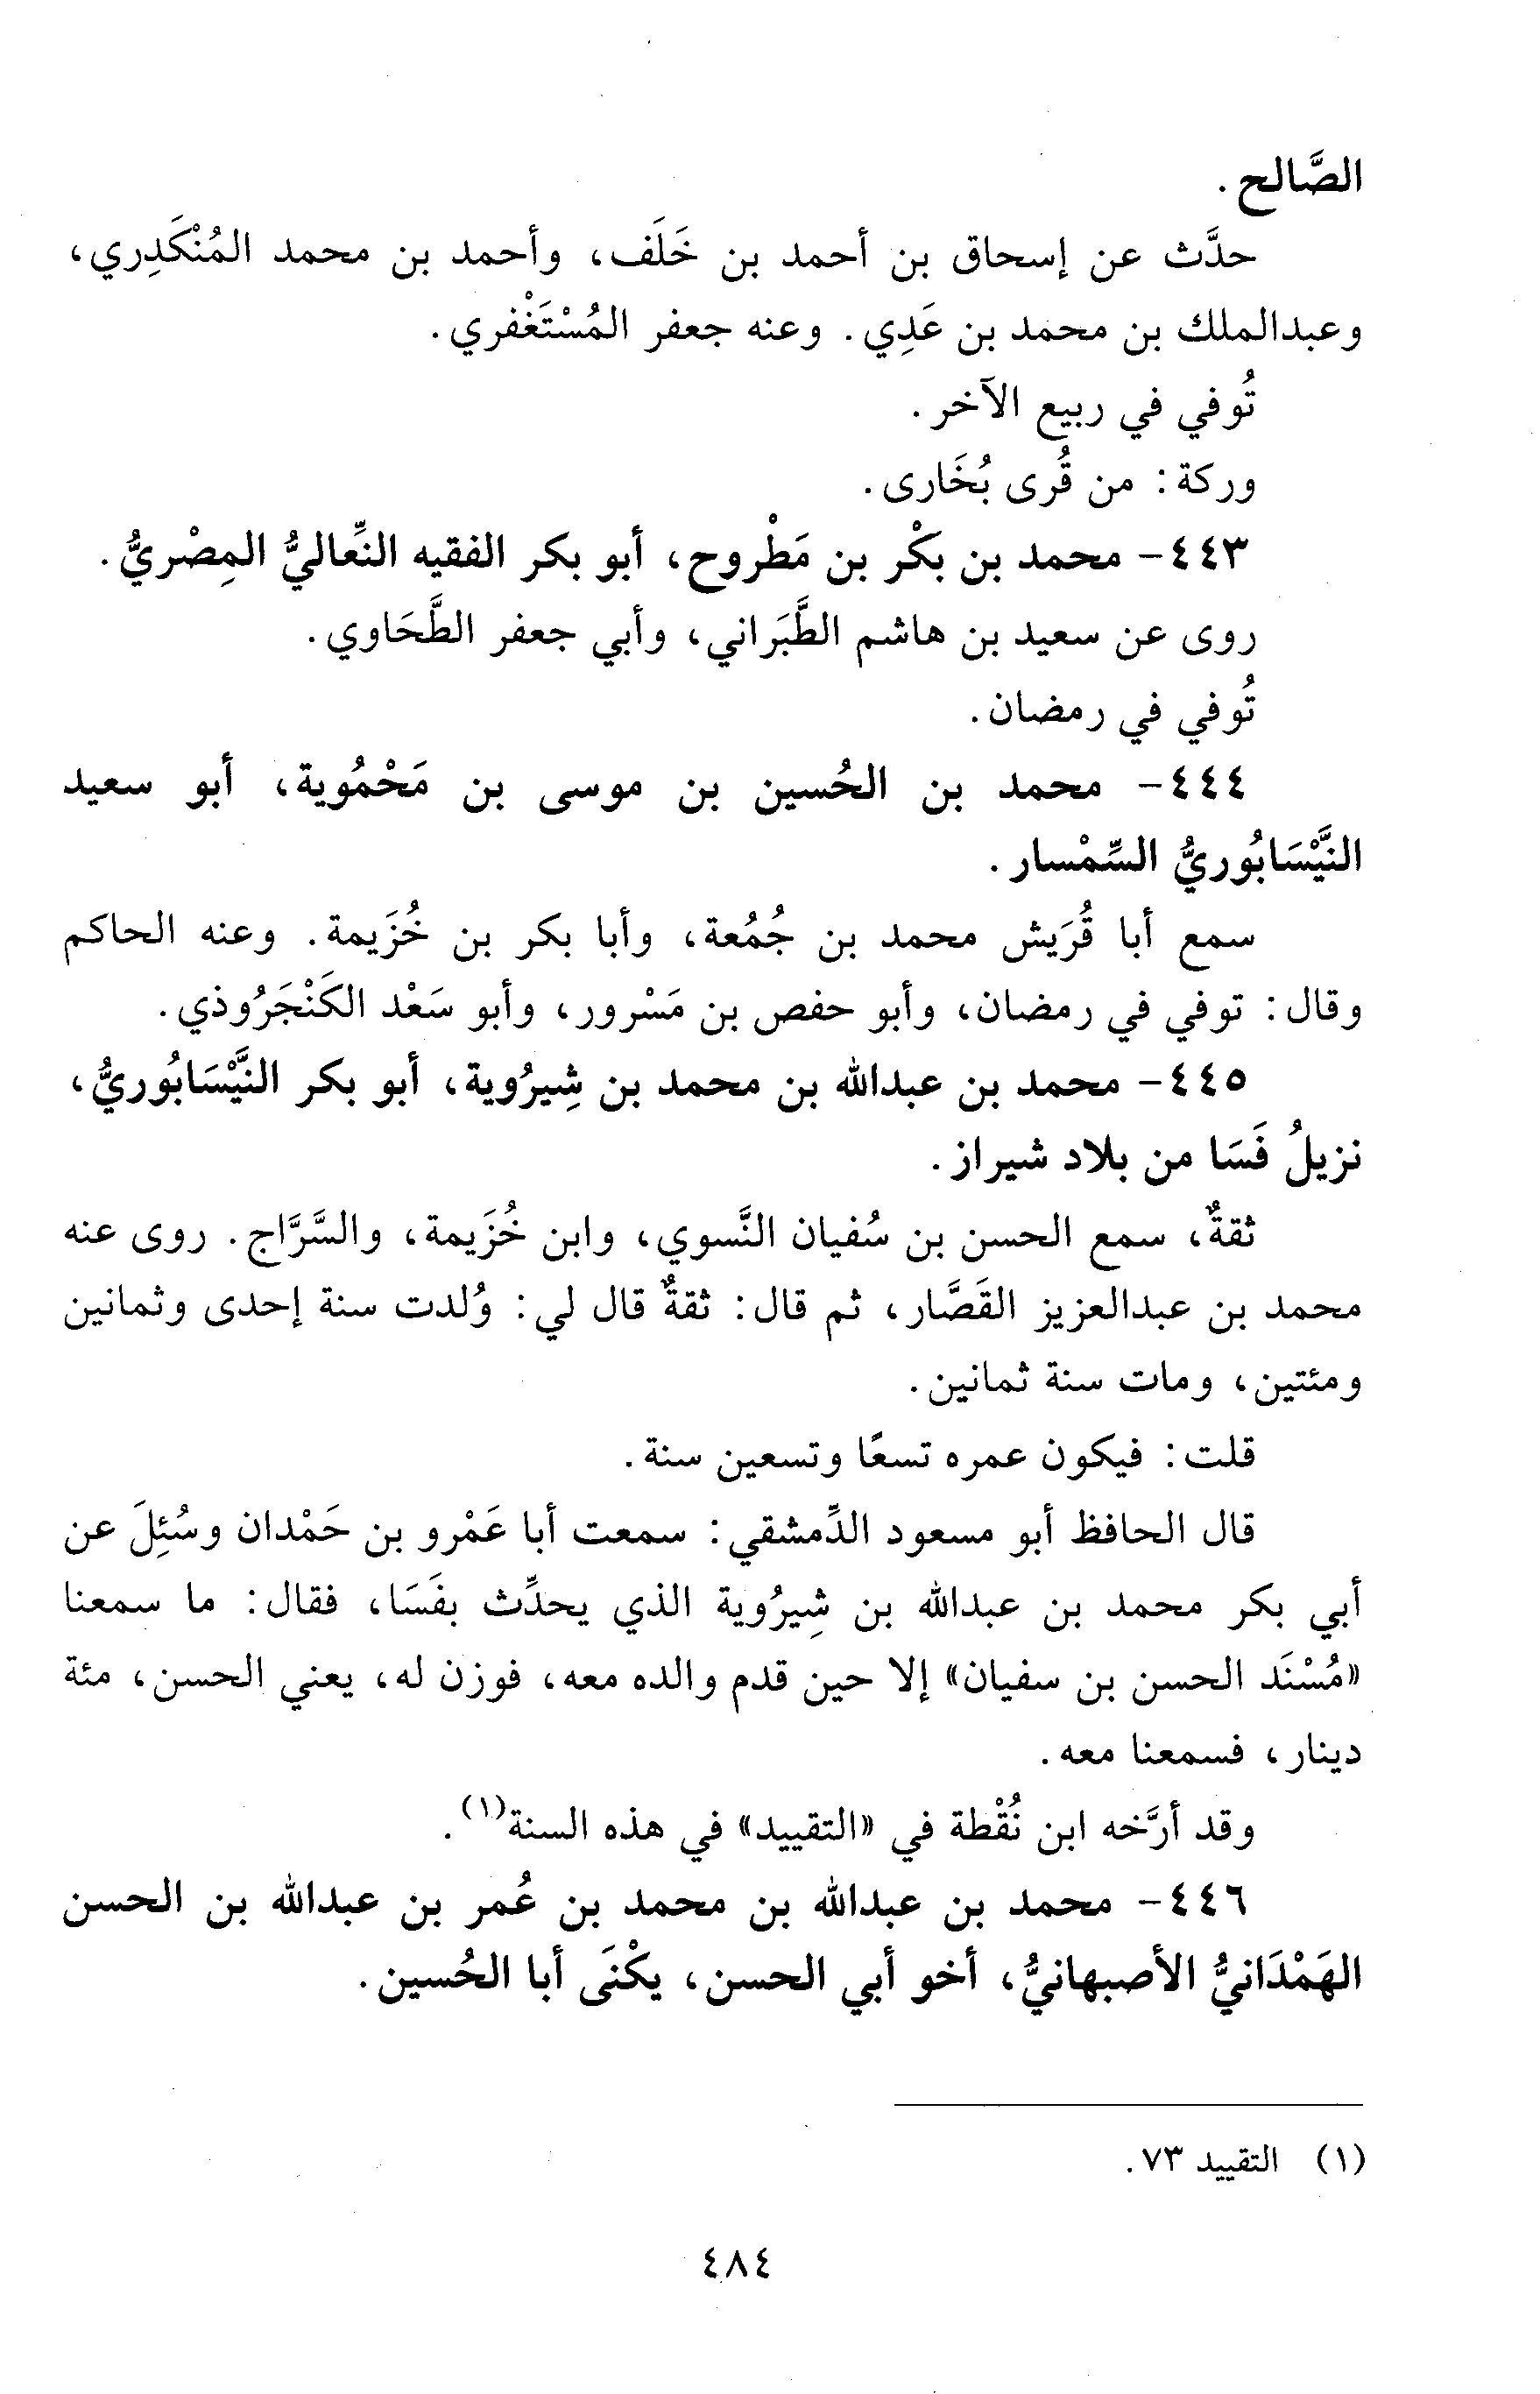 الصَّالح.
حدَّث عن إسحاق بن أحمد بن خَلَف، وأحمد بن محمد المُنْكَدِري،
وعبدالملك بن محمد بن عَدِي. وعنه جعفر المُسْتَغْفري.
تُوفي في ربيع الآخر.
وركة: من قُرى بُخَارى.
٤٤٣- محمد بن بَكْر بن مَطْروح، أبو بكر الفقيه النِّعاليُّ المِصْريُّ.
روى عن سعيد بن هاشم الطَّبَراني، وأبي جعفر الطَّحَاوي.
تُوفي في رمضان.
٤٤٤- محمد بن الحُسين بن موسى بن مَحْمُوية، أبو سعيد
النَّيْسَابُوريُّ السِّمْسار.
سمع أبا قُرَيش محمد بن جُمُعة، وأبا بكر بن خُزَيمة. وعنه الحاكم
وقال: توفي في رمضان، وأبو حفص بن مَسْرور، وأبو سَعْد الكَنْجَرُوذي.
٤٤٥- محمد بن عبدالله بن محمد بن شِيرُوية، أبو بكر النَّيْسَابُوريُّ،
نزيلُ فَسَا من بلاد شيراز.
ثقةٌ، سمع الحسن بن سُفيان النَّسوي، وابن خُزَيمة، والسَّرَّاج. روى عنه
محمد بن عبدالعزيز القَصَّار، ثم قال: ثقةٌ قال لي: وُلدت سنة إحدى وثمانين
ومئتين، ومات سنة ثمانين.
قلت: فيكون عمره تسعًا وتسعين سنة.
قال الحافظ أبو مسعود الدِّمشقي: سمعت أبا عَمْرو بن حَمْدان وسُئِلَ عن
أبي بكر محمد بن عبدالله بن شِيرُوية الذي يحدِّث بفَسَا، فقال: ما سمعنا
«مُسْنَد الحسن بن سفيان» إلا حين قدم والده معه، فوزن له، يعني الحسن، مئة
دينار، فسمعنا معه.
وقد أرَّخه ابن نُقْطة في «التقييد» في هذه السنة(١).
٤٤٦- محمد بن عبدالله بن محمد بن عُمر بن عبدالله بن الحسن
الهَمْدَانيُّ الأصبهانيُّ، أخو أبي الحسن، يكْنَى أبا الحُسين.
(١) التقييد ٧٣.
٤٨٤